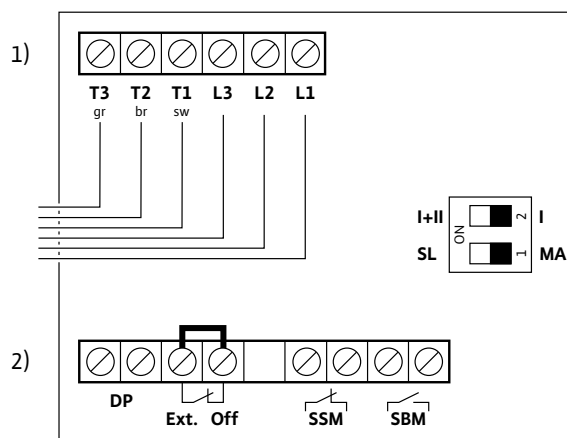 1)
T3 T2 T1 L3 L2 L1
gr br sw
I+II ON 2 I
SL 1 MA
2)
DP
Ext. Off SSM SBM